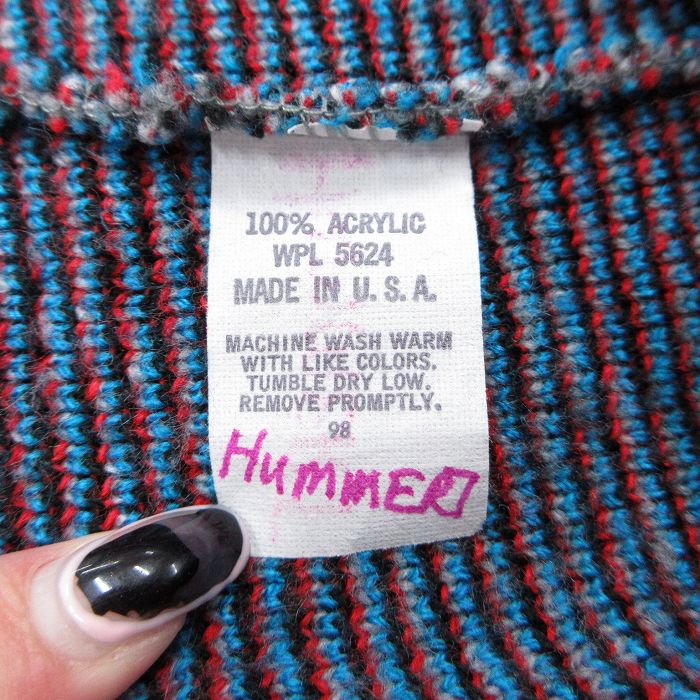 100% ACRYLIC
WPL 5624
MADE IN U.S.A.
MACHINE WASH WARM
WITH LIKE COLORS.
TUMBLE DRY LOW.
REMOVE PROMPTLY.
98
HUMMER